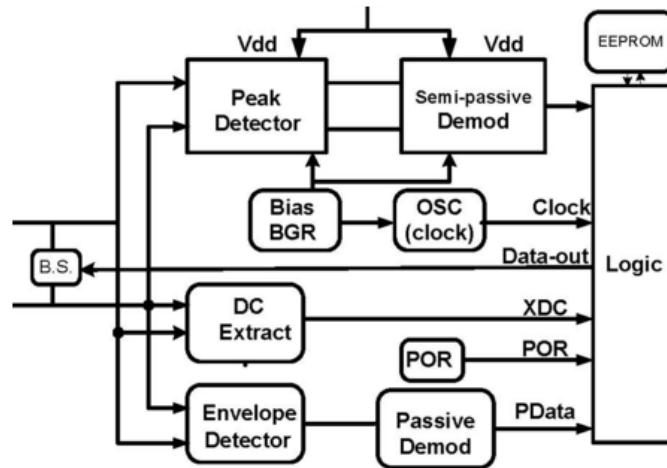 Vdd
Vdd
EEPROM
Peak
Detector
Semi-passive
Demod
Bias
BGR
OSC
(clock)
Clock
B.S.
Data-out
Logic
DC
Extract
XDC
POR
POR
Envelope
Detector
Passive
Demod
PData